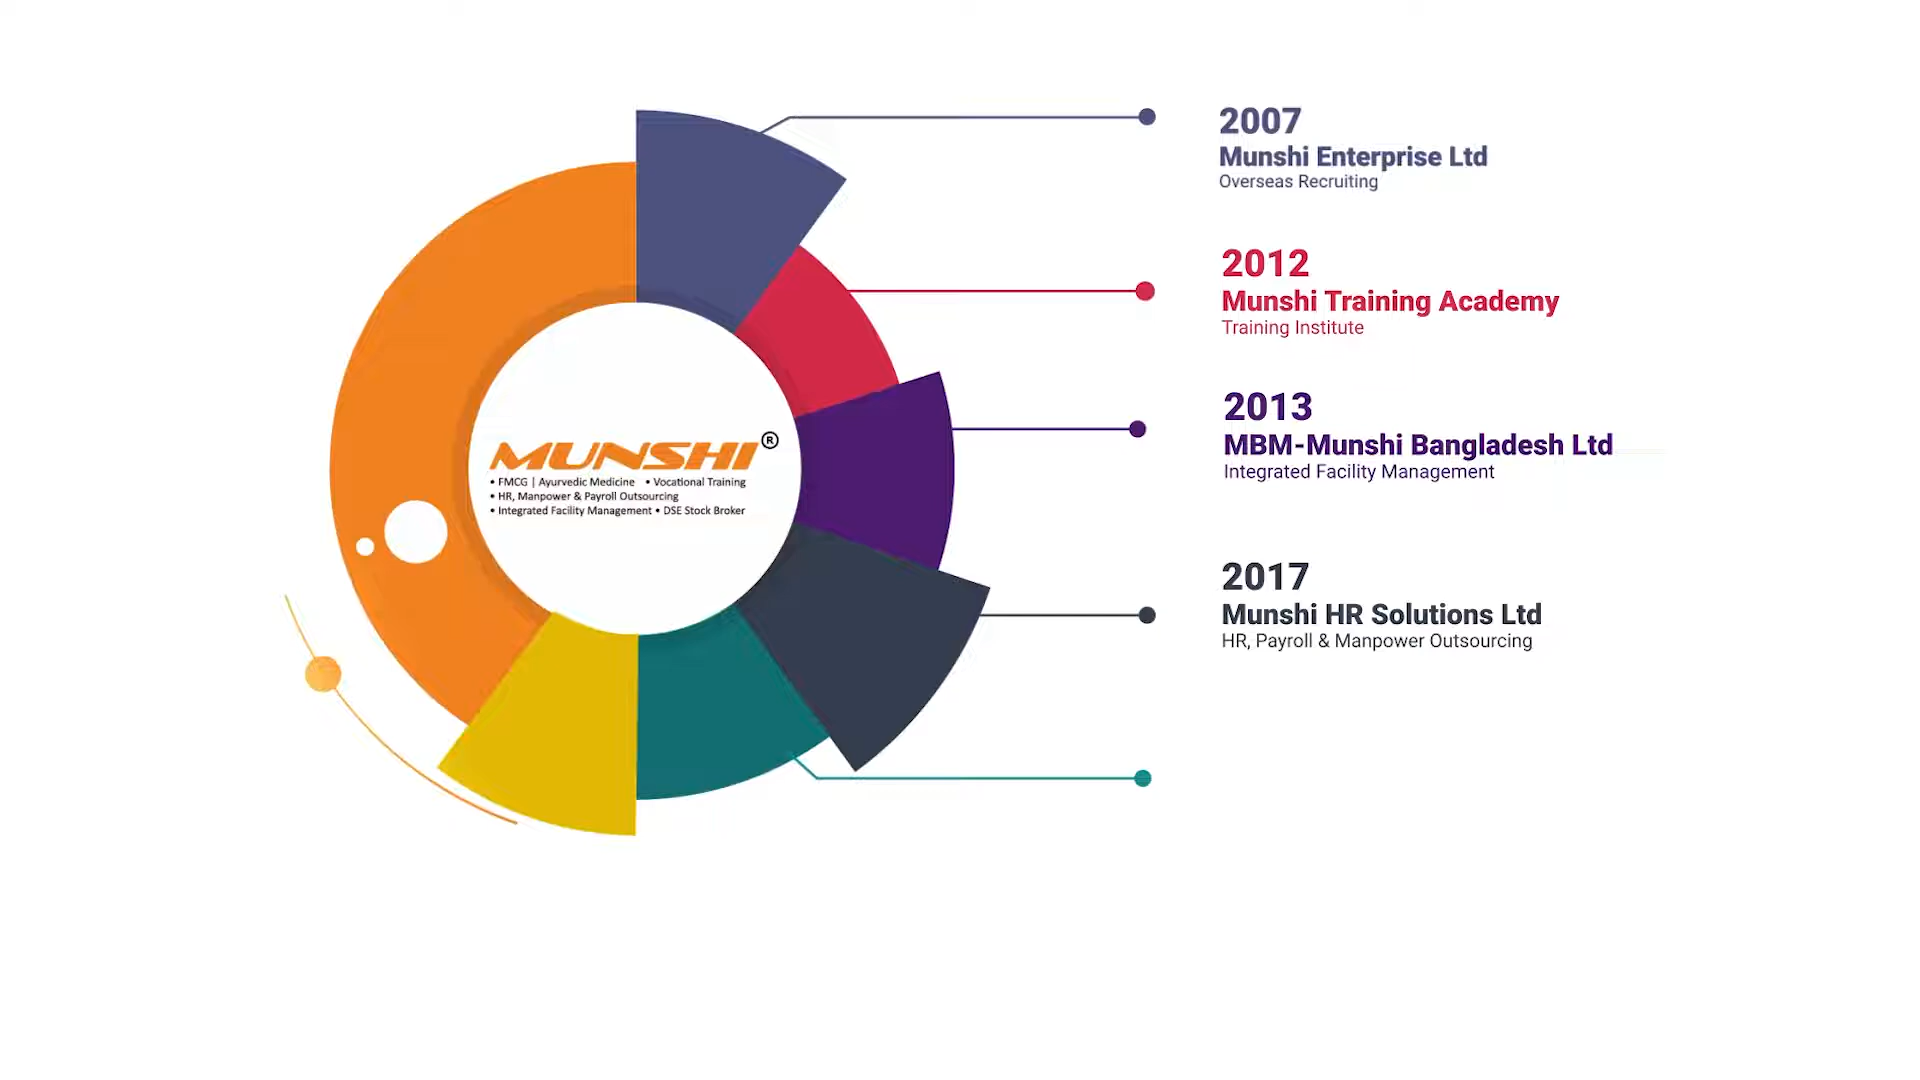 2007
Munshi Enterprise Ltd
Overseas Recruiting
2012
Munshi Training Academy
Training Institute
2013
MBM-Munshi Bangladesh Ltd
Integrated Facility Management
2017
Munshi HR Solutions Ltd
HR, Payroll & Manpower Outsourcing
MUNSHI®
• FMCG | Ayurvedic Medicine • Vocational Training
• HR, Manpower & Payroll Outsourcing
• Integrated Facility Management • DSE Stock Broker